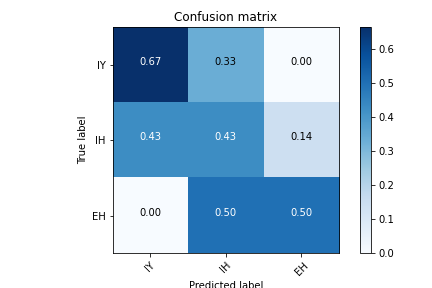 Confusion matrix
IY 0.67 0.33 0.00
IH 0.43 0.43 0.14
EH 0.00 0.50 0.50
IY IH EH
True label
Predicted label
0.6
0.5
0.4
0.3
0.2
0.1
0.0